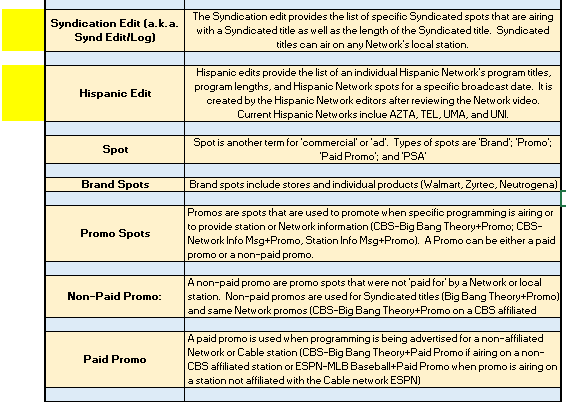 Syndication Edit (a.k.a.
Synd Edit/Log)
The Syndication edit provides the list of specific Syndicated spots that are airing
with a Syndicated title as well as the length of the Syndicated title.  Syndicated
titles can air on any Network's local station.
Hispanic Edit
Hispanic edits provide the list of an individual Hispanic Network's program titles,
program lengths, and Hispanic Network spots for a specific broadcast date.  It is
created by the Hispanic Network editors after reviewing the Network video.
Current Hispanic Networks inclue AZTA, TEL, UMA, and UNI.
Spot
Spot is another term for 'commercial' or 'ad'.  Types of spots are 'Brand'; 'Promo';
'Paid Promo'; and 'PSA'
Brand Spots
Brand spots include stores and individual products (Walmart, Zyrtec, Neutrogena)
Promo Spots
Promos are spots that are used to promote when specific programming is airing or
to provide station or Network information (CBS-Big Bang Theory+Promo; CBS-
Network Info Msg+Promo, Station Info Msg+Promo).  A Promo can be either a paid
promo or a non-paid promo.
Non-Paid Promo:
A non-paid promo are promo spots that were not 'paid for' by a Network or local
station.  Non-paid promos are used for Syndicated titles (Big Bang Theory+Promo)
and same Network promos (CBS-Big Bang Theory+Promo on a CBS affiliated
Paid Promo
A paid promo is used when programming is being advertised for a non-affiliated
Network or Cable station (CBS-Big Bang Theory+Paid Promo if airing on a non-
CBS affiliated station or ESPN-MLB Baseball+Paid Promo when promo is airing on
a station not affiliated with the Cable network ESPN)